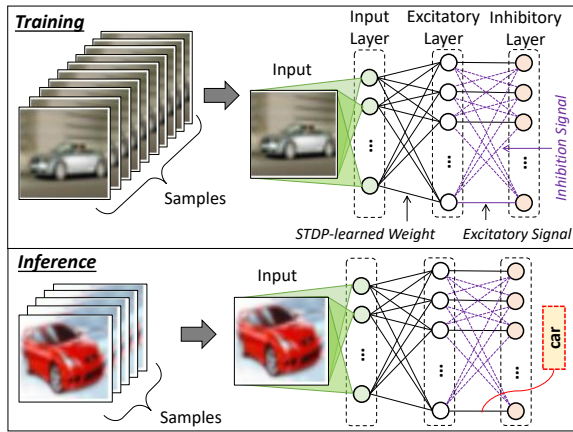 Training
Input
Layer
Excitatory
Layer
Inhibitory
Layer
Input
...
...
...
Samples
Inhibition Signal
STDP-learned Weight
Excitatory Signal
Inference
Input
...
...
...
car
Samples